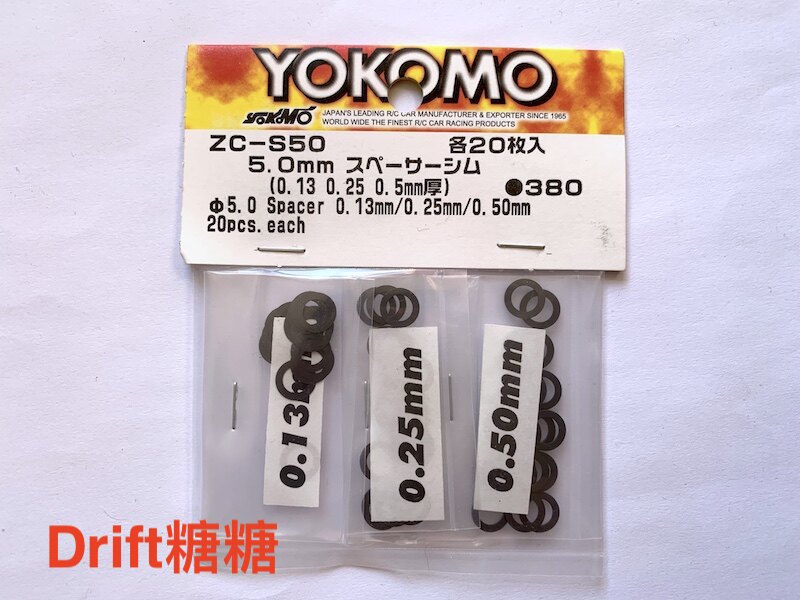 YOKOMO
YOKOMO JAPAN'S LEADING R/C CAR MANUFACTURER & EXPORTER SINCE 1965
WORLD WIDE THE FINEST R/C CAR RACING PRODUCTS
ZC-S50 各20枚入
5.0mm スペーサーシム
(0.13 0.25 0.5mm厚) ●380
Φ5.0 Spacer 0.13mm/0.25mm/0.50mm
20pcs.each
0.13
0.25mm
0.50mm
Drift糖糖